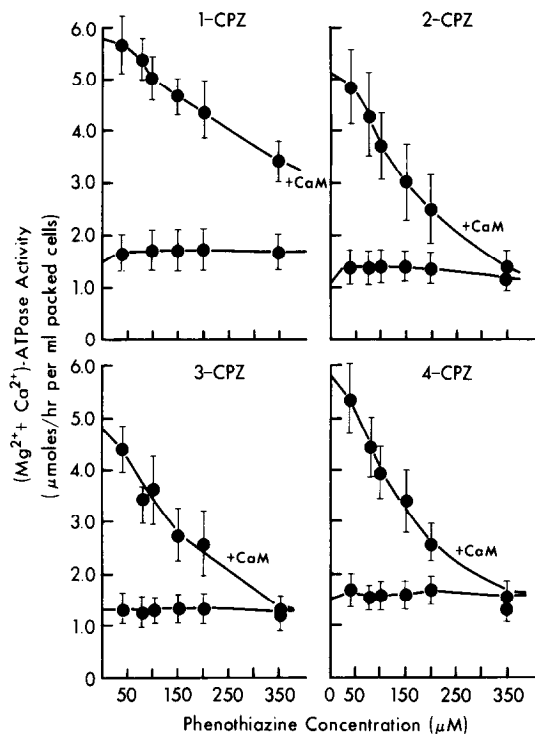 1-CPZ 2-CPZ
6.0
5.0
4.0
3.0
2.0
1.0
0
+CaM
+CaM
(Mg2++ Ca2+)-ATPase Activity
(μmoles/hr per ml packed cells)
3-CPZ 4-CPZ
6.0
5.0
4.0
3.0
2.0
1.0
0
+CaM
+CaM
50 150 250 350 0 50 150 250 350
Phenothiazine Concentration (μM)